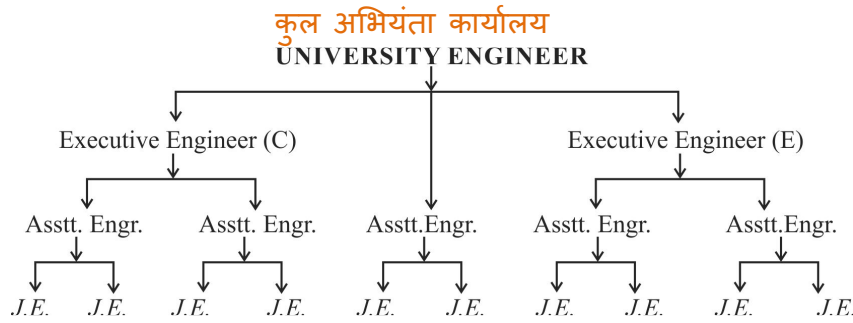 कुल अभियंता कार्यालय
UNIVERSITY ENGINEER
Executive Engineer (C) Executive Engineer (E)
Asstt. Engr. Asstt. Engr. Asstt.Engr. Asstt. Engr. Asstt.Engr.
J.E. J.E. J.E. J.E. J.E. J.E. J.E. J.E. J.E. J.E.